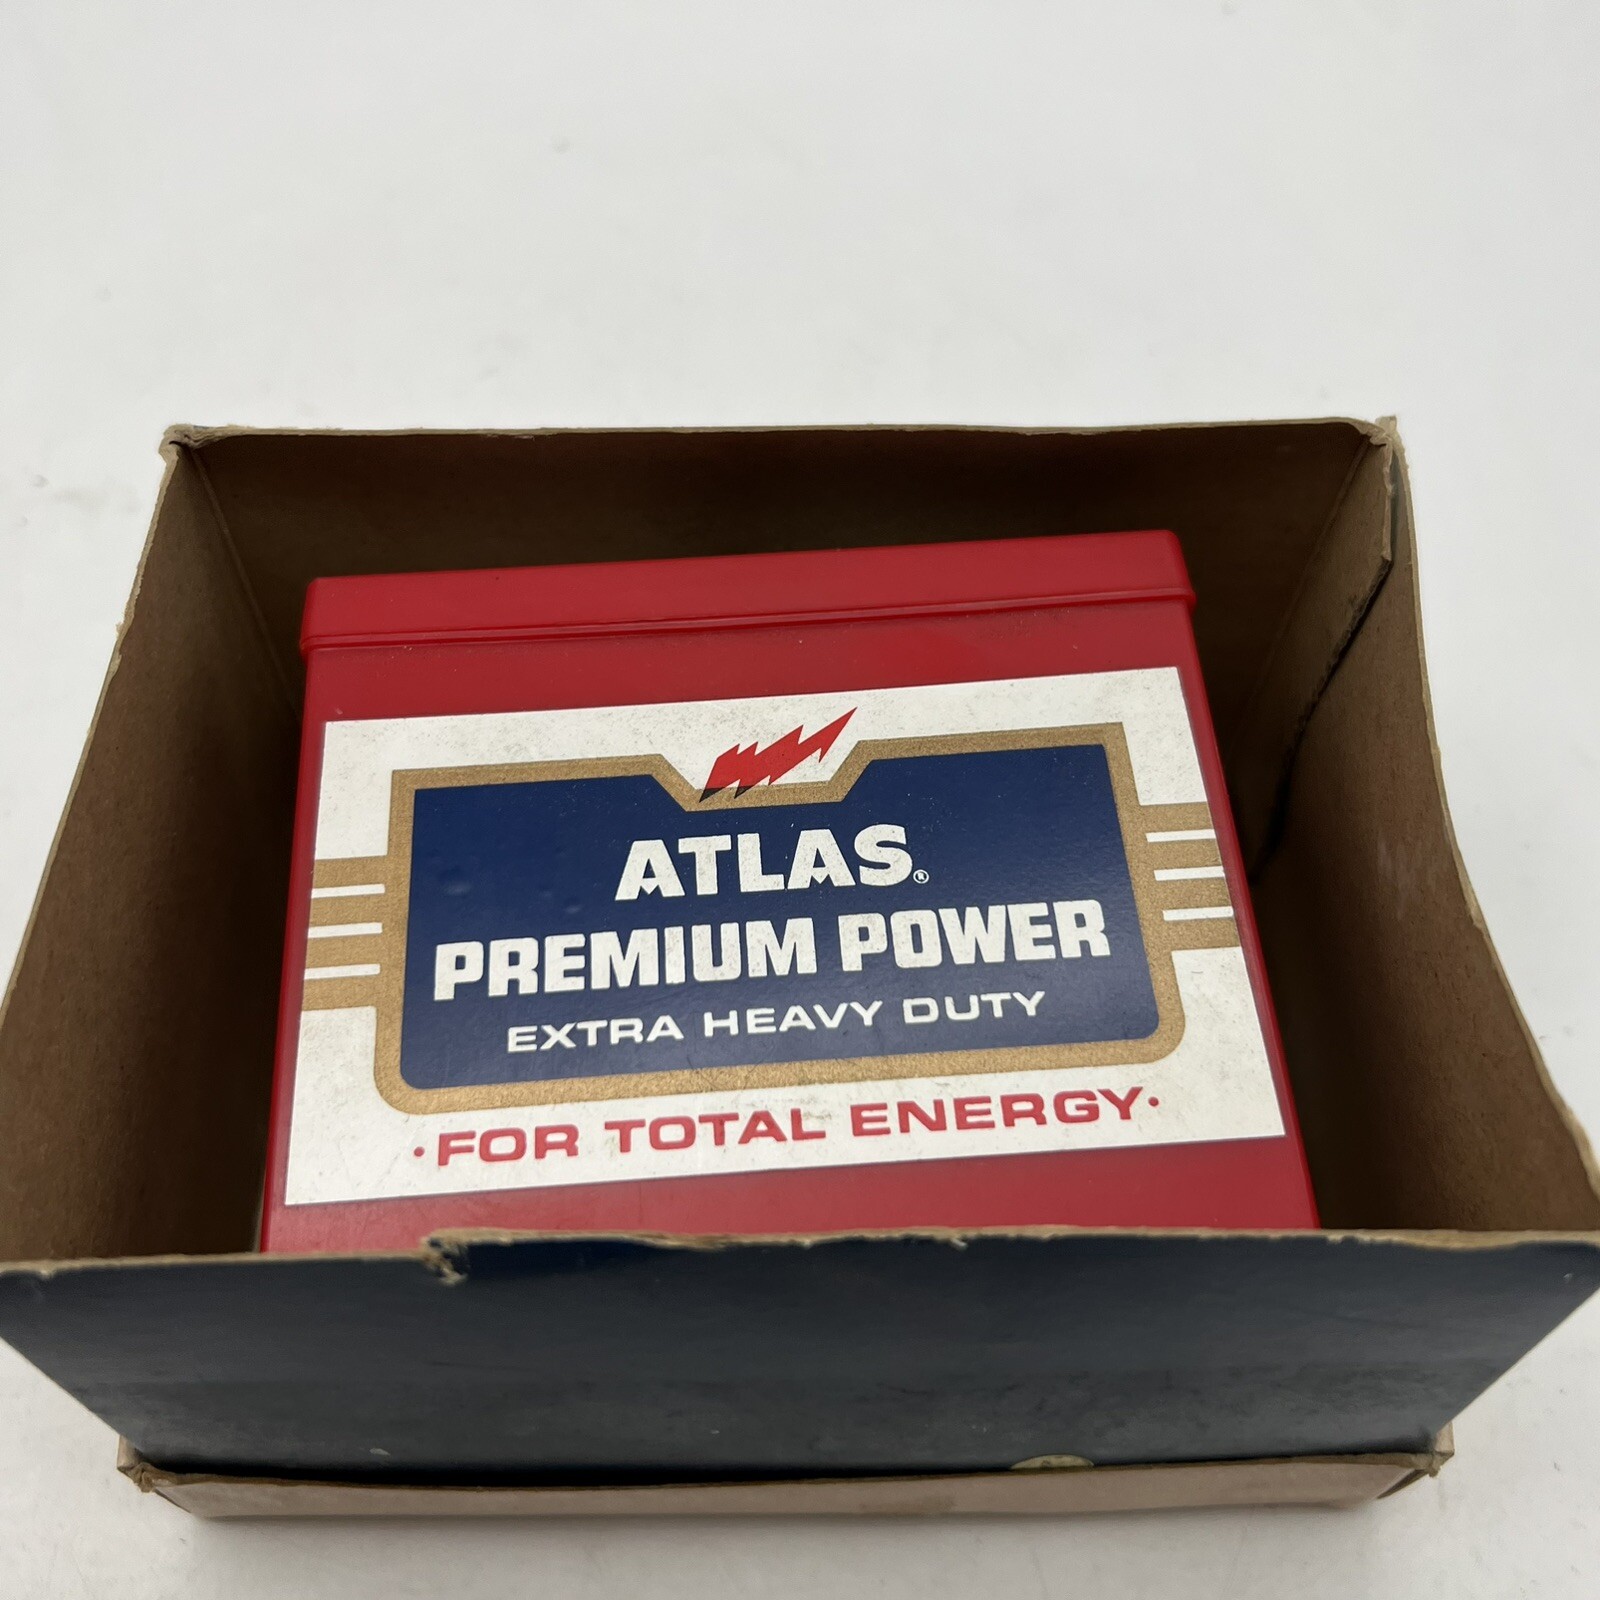 ATLAS®
PREMIUM POWER
EXTRA HEAVY DUTY
·FOR TOTAL ENERGY·